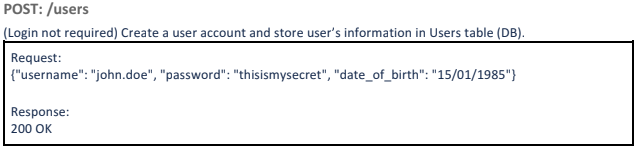 POST: /users
(Login not required) Create a user account and store user's information in Users table (DB).
Request:
{"username": "john.doe", "password": "thisismysecret", "date_of_birth": "15/01/1985"}
Response:
200 OK